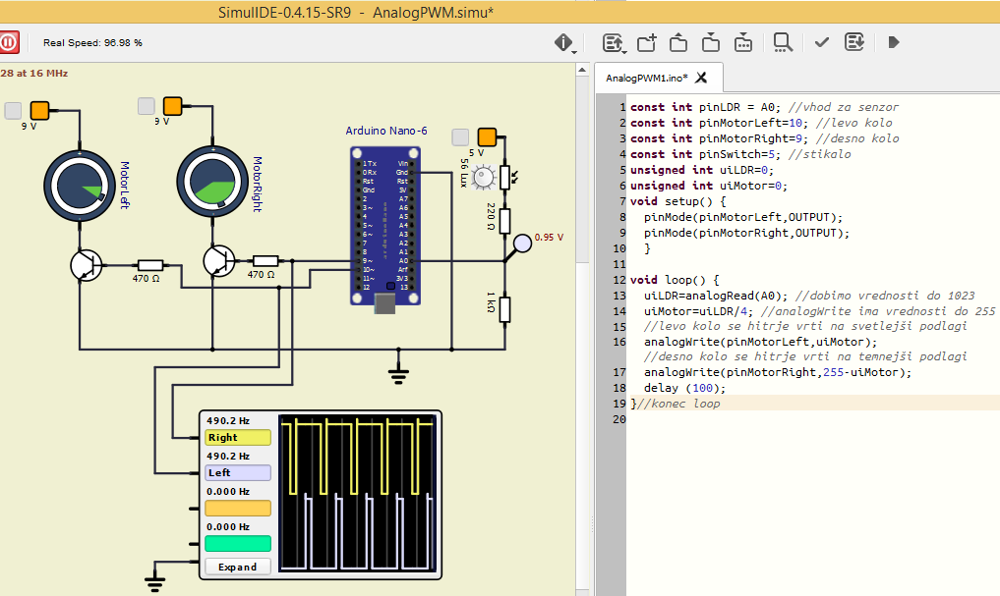 SimulIDE-0.4.15-SR9 - AnalogPWM.simu*
Real Speed: 96.98 %
28 at 16 MHz
9 V
MotorLeft
9 V
MotorRight
470 Ω
470 Ω
Arduino Nano-6
1 Tx
0 Rx
Rst
Gnd
2
3 ~
4
5 ~
6 ~
7
8
9 ~
10~
11~
12
Vin
Gnd
Rst
5V
A7
A6
A5
A4
A3
A2
A1
A0
Arf
3V3
13
5 V
56 Lux
220 Ω
0.95 V
1 kΩ
490.2 Hz
Right
490.2 Hz
Left
0.000 Hz
0.000 Hz
Expand
AnalogPWM1.ino*
1 const int pinLDR = A0; //vhod za senzor
2 const int pinMotorLeft=10; //levo kolo
3 const int pinMotorRight=9; //desno kolo
4 const int pinSwitch=5; //stikalo
5 unsigned int uiLDR=0;
6 unsigned int uiMotor=0;
7 void setup() {
8 pinMode(pinMotorLeft,OUTPUT);
9 pinMode(pinMotorRight,OUTPUT);
10 }
11
12 void loop() {
13 uiLDR=analogRead(A0); //dobimo vrednosti do 1023
14 uiMotor=uiLDR/4; //analogWrite ima vrednosti do 255
15 //levo kolo se hitrje vrti na svetlejši podlagi
16 analogWrite(pinMotorLeft,uiMotor);
//desno kolo se hitrje vrti na temnejši podlagi
17 analogWrite(pinMotorRight,255-uiMotor);
18 delay (100);
19 }//konec loop
20